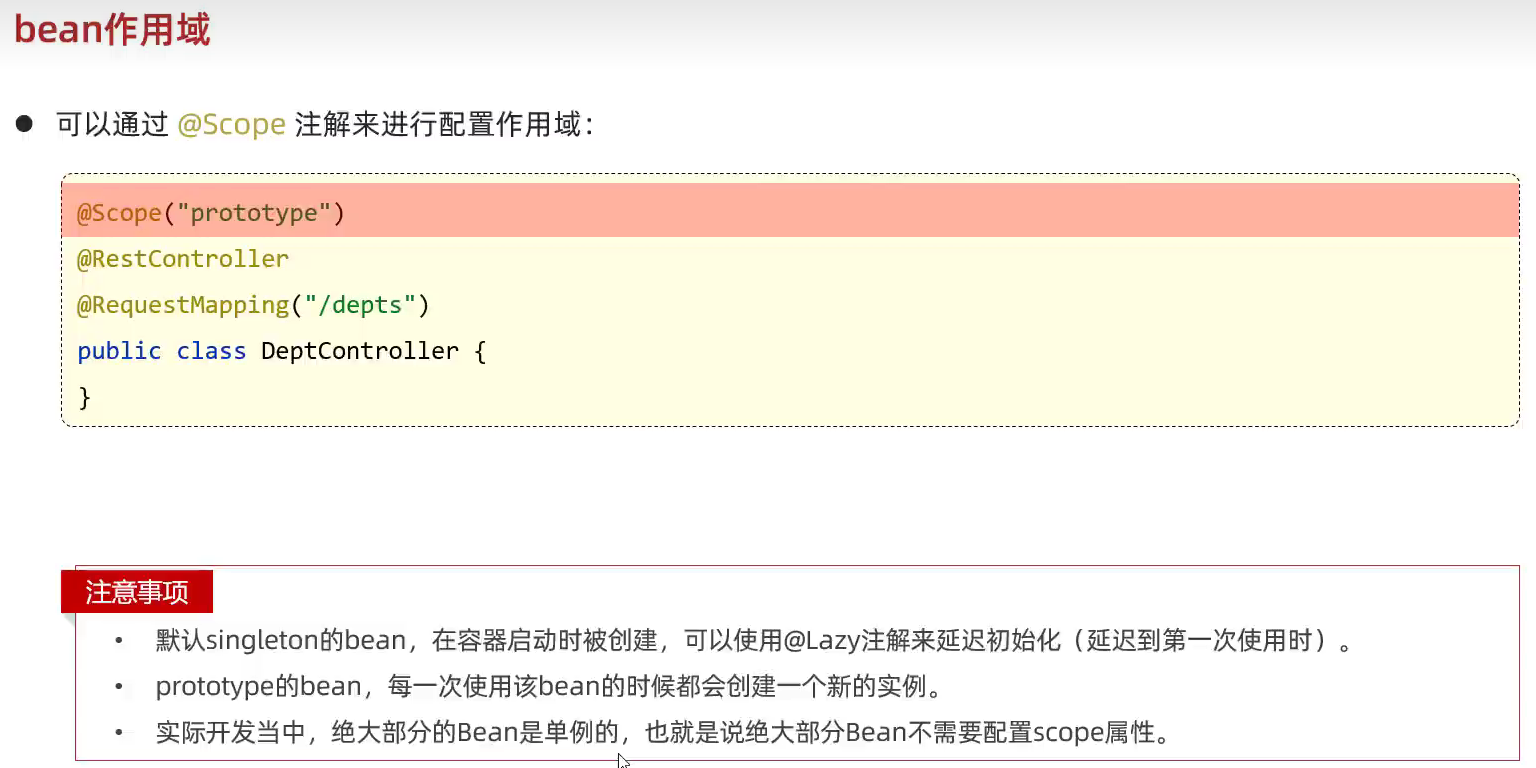 bean作用域
● 可以通过 @Scope 注解来进行配置作用域：
@Scope("prototype")
@RestController
@RequestMapping("/depts")
public class DeptController {
}
注意事项
• 默认singleton的bean，在容器启动时被创建，可以使用@Lazy注解来延迟初始化（延迟到第一次使用时）。
• prototype的bean，每一次使用该bean的时候都会创建一个新的实例。
• 实际开发当中，绝大部分的Bean是单例的，也就是说绝大部分Bean不需要配置scope属性。